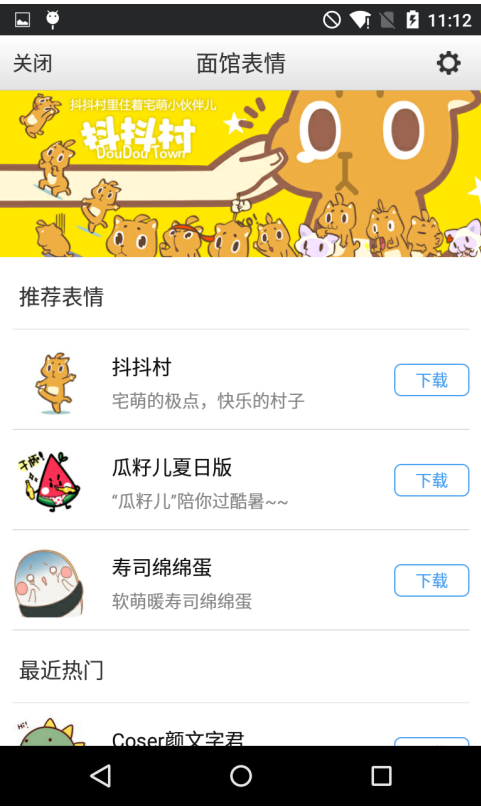 11:12
关闭
面馆表情
抖抖村里住着宅萌小伙伴儿
抖抖村
DouDou Town
推荐表情
抖抖村
宅萌的极点，快乐的村子
下载
干杯!
瓜籽儿夏日版
“瓜籽儿”陪你过酷暑~~
下载
寿司绵绵蛋
软萌暖寿司绵绵蛋
下载
最近热门
Hi!
Coser颜文字君